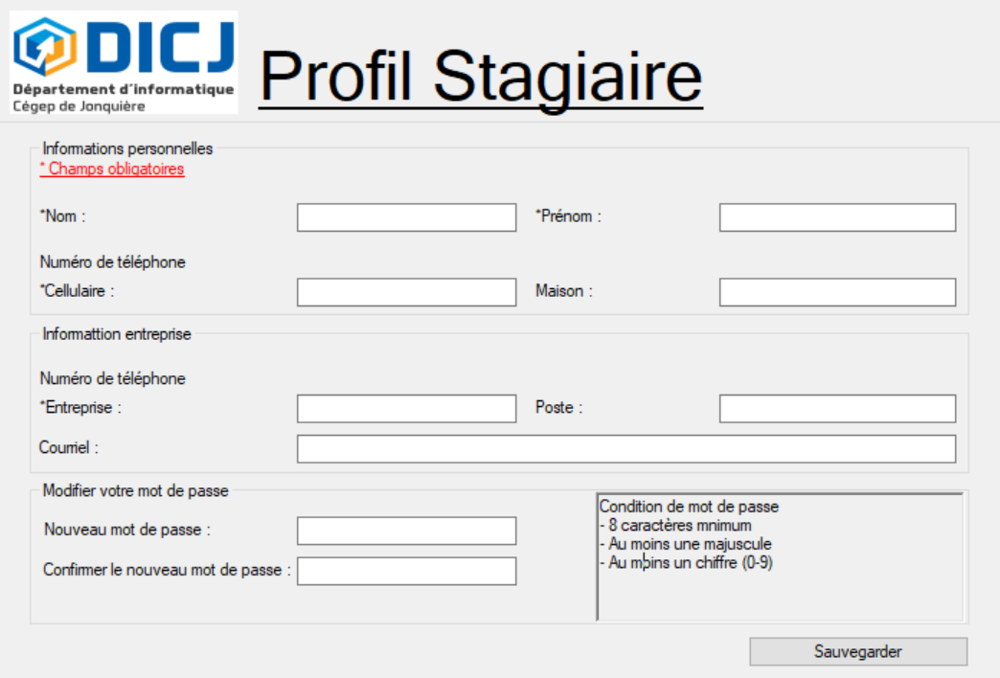 DICJ
Département d'informatique
Cégep de Jonquière
Profil Stagiaire
Informations personnelles
* Champs obligatoires
*Nom :
*Prénom :
Numéro de téléphone
*Cellulaire :
Maison :
Informattion entreprise
Numéro de téléphone
*Entreprise :
Poste :
Courriel :
Modifier votre mot de passe
Nouveau mot de passe :
Confirmer le nouveau mot de passe :
Condition de mot de passe
- 8 caractères mnimum
- Au moins une majuscule
- Au moins un chiffre (0-9)
Sauvegarder